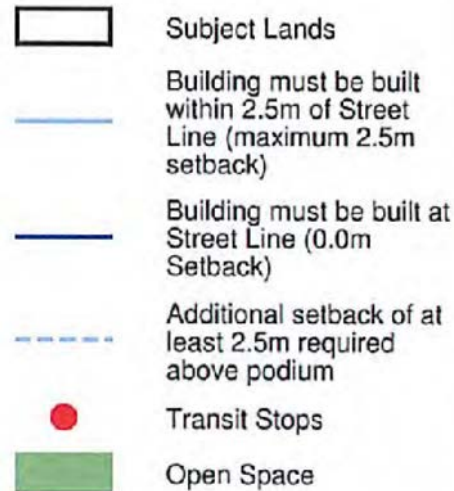 Subject Lands
Building must be built
within 2.5m of Street
Line (maximum 2.5m
setback)
Building must be built at
Street Line (0.0m
Setback)
Additional setback of at
least 2.5m required
above podium
Transit Stops
Open Space